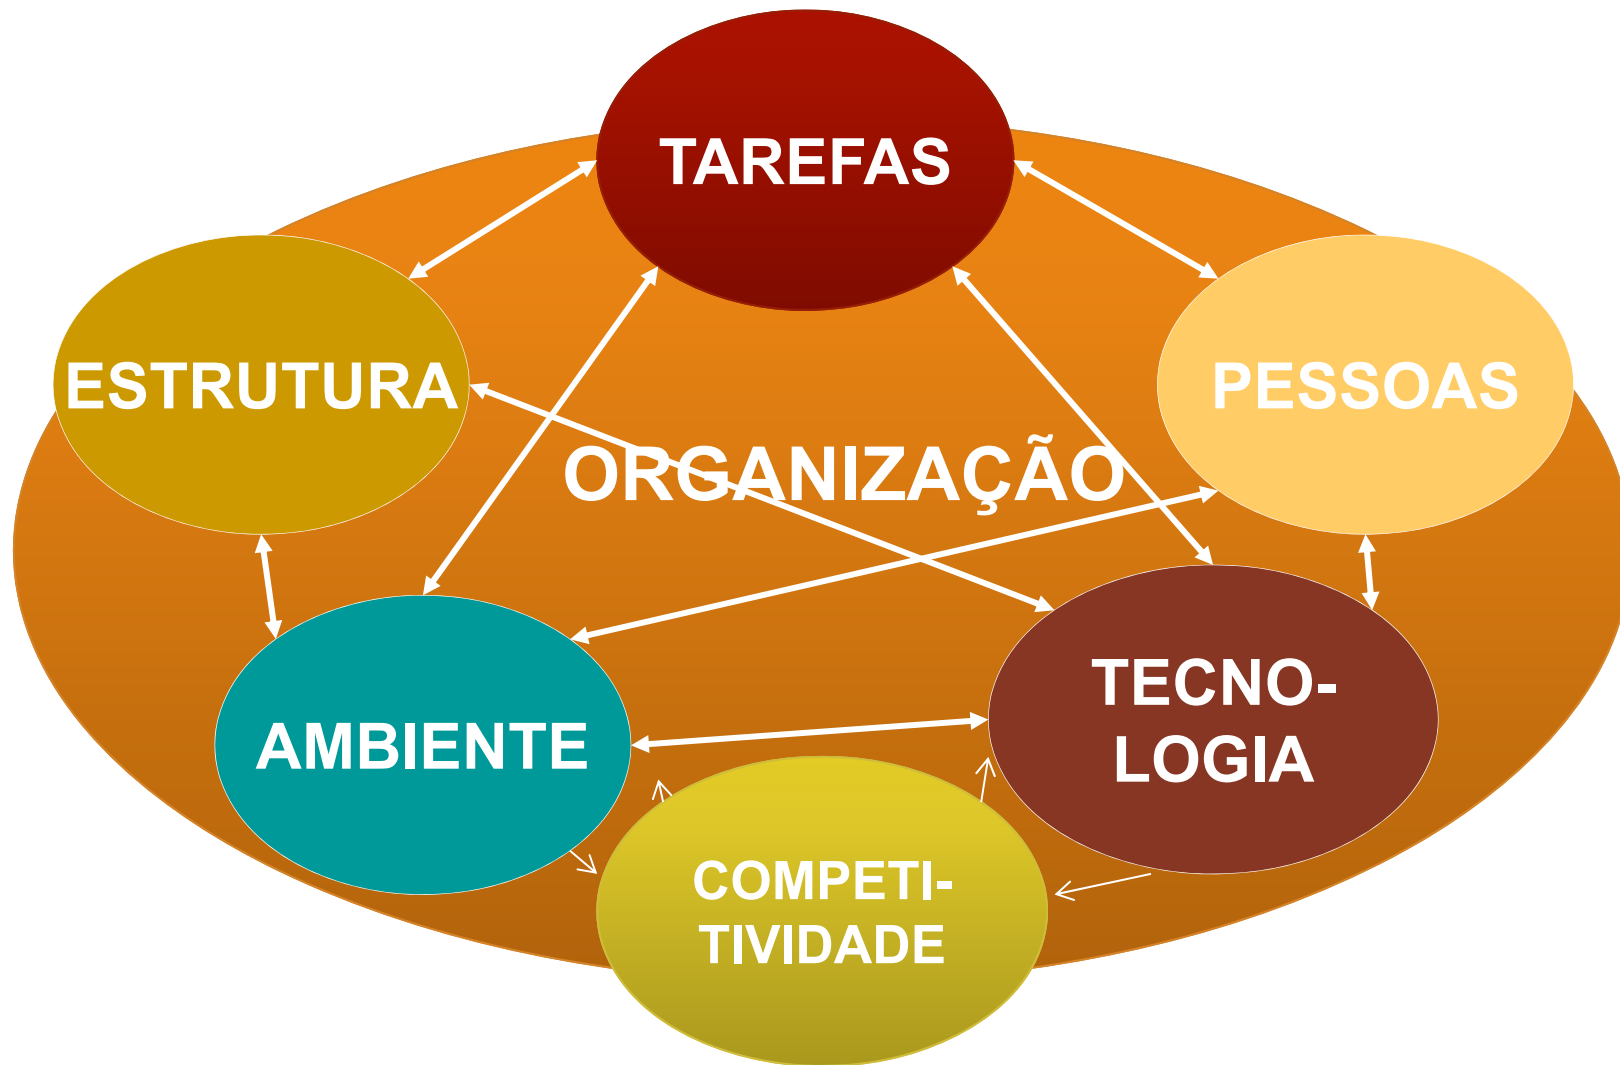 TAREFAS
ESTRUTURA
PESSOAS
ORGANIZAÇÃO
AMBIENTE
TECNO-
LOGIA
COMPETI-
TIVIDADE